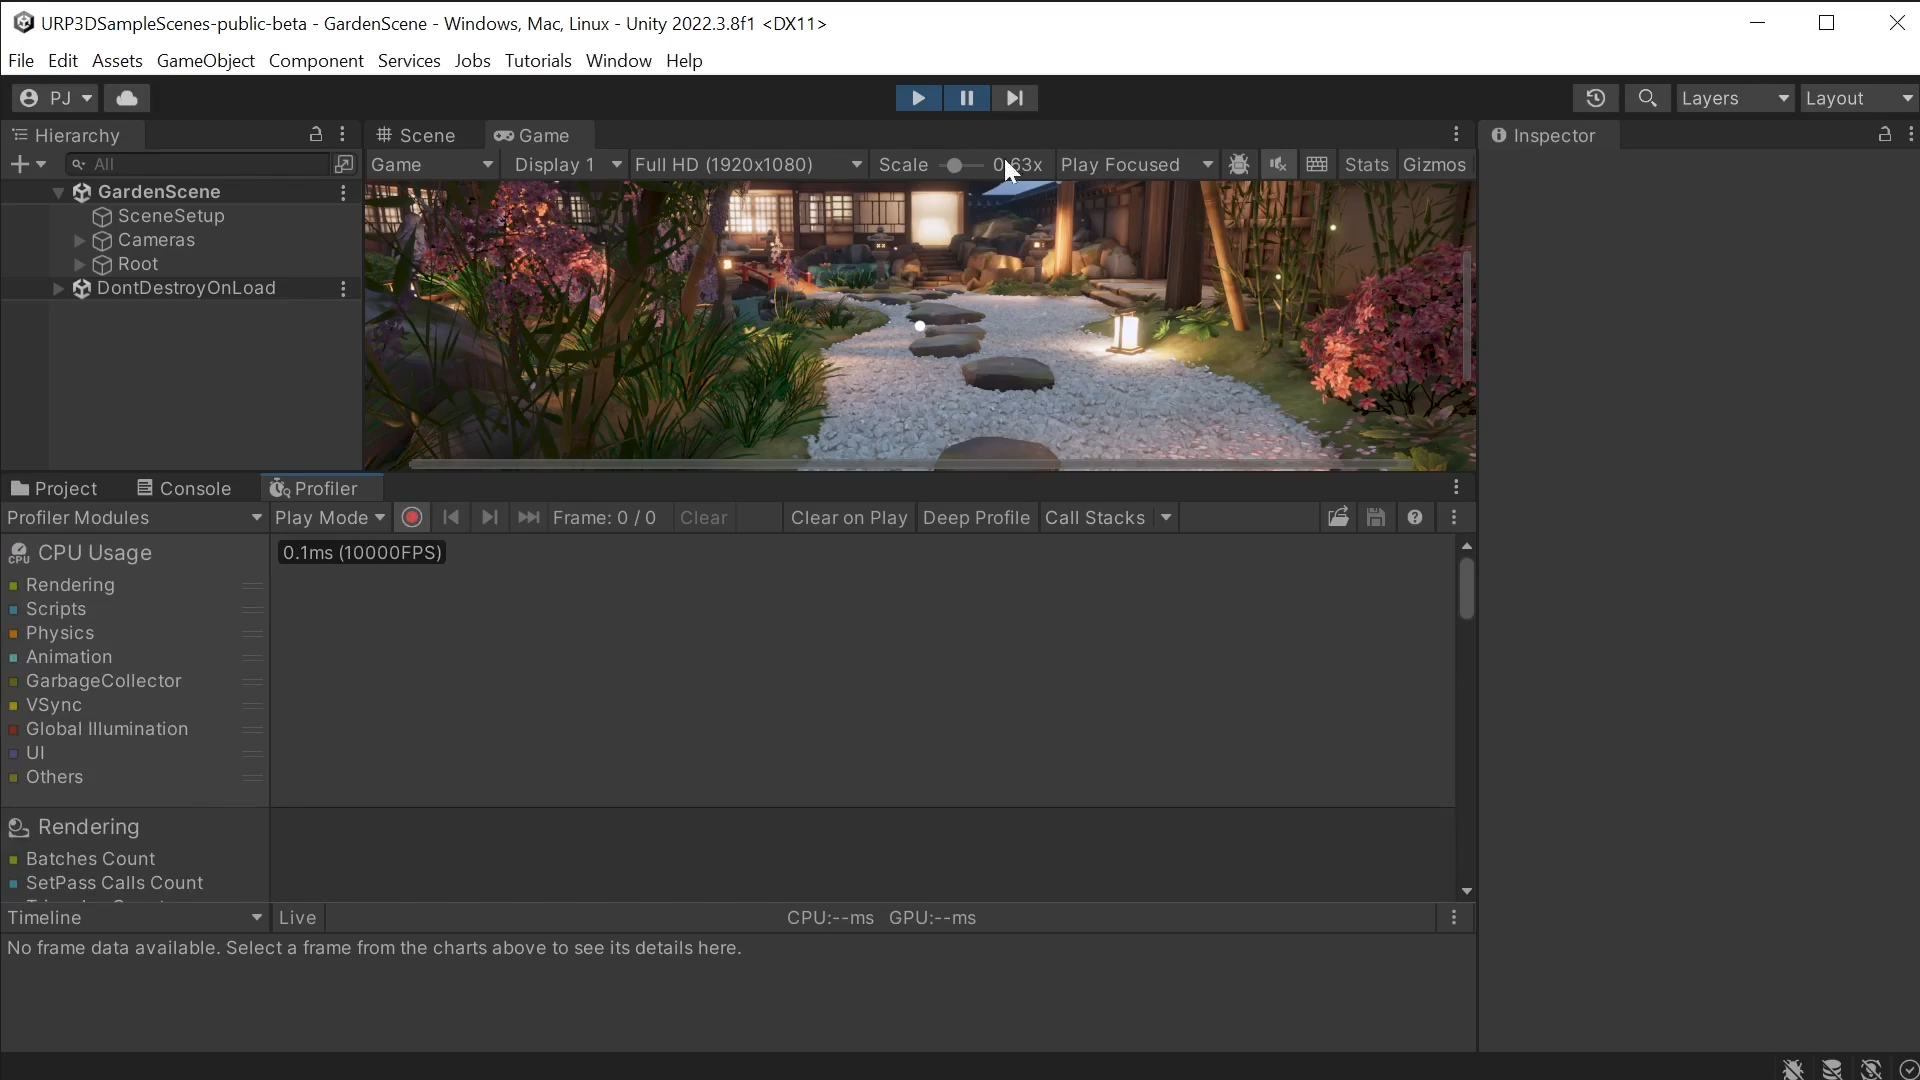 URP3DSampleScenes-public-beta - GardenScene - Windows, Mac, Linux - Unity 2022.3.8f1 <DX11>
File Edit Assets GameObject Component Services Jobs Tutorials Window Help
PJ Layers Layout
Hierarchy
All
GardenScene
SceneSetup
Cameras
Root
DontDestroyOnLoad
Scene Game
Game Display 1 Full HD (1920x1080) Scale 0.63x Play Focused Stats Gizmos
Inspector
Project Console Profiler
Profiler Modules Play Mode Frame: 0 / 0 Clear Clear on Play Deep Profile Call Stacks
CPU Usage
CPU
0.1ms (10000FPS)
Rendering
Scripts
Physics
Animation
GarbageCollector
VSync
Global Illumination
UI
Others
Rendering
Batches Count
SetPass Calls Count
Timeline Live CPU:--ms GPU:--ms
No frame data available. Select a frame from the charts above to see its details here.